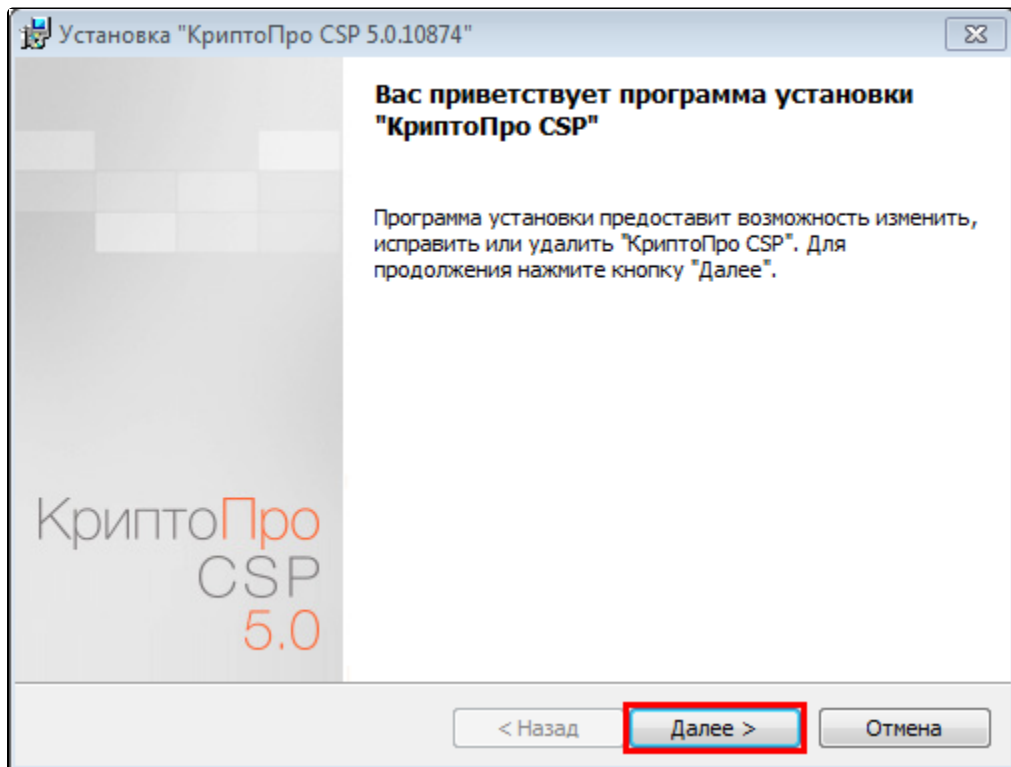 Установка "КриптоПро CSP 5.0.10874"
Вас приветствует программа установки
"КриптоПро CSP"
Программа установки предоставит возможность изменить,
исправить или удалить "КриптоПро CSP". Для
продолжения нажмите кнопку "Далее".
КриптоПро
CSP
5.0
< Назад
Далее >
Отмена